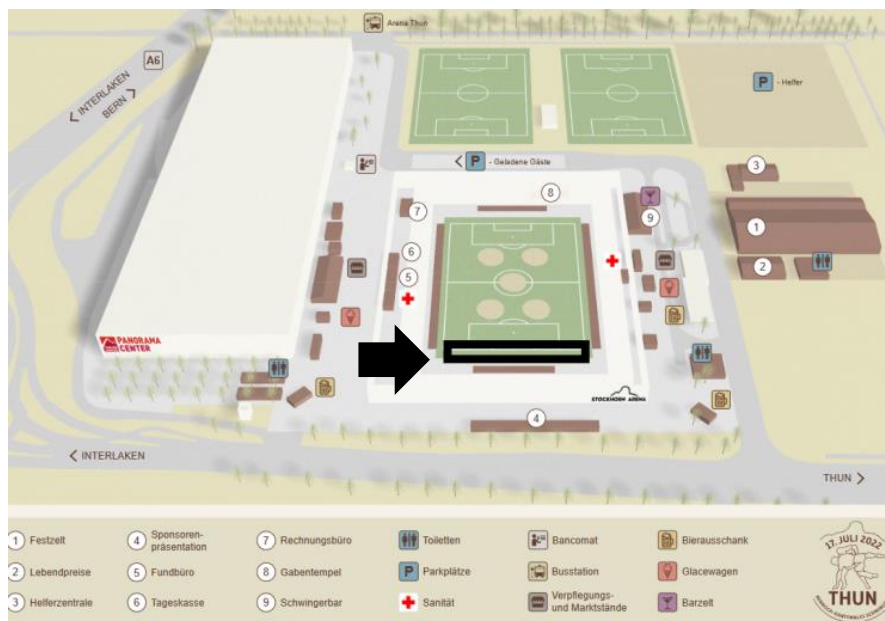 Arena Thun
A6
INTERLAKEN
BERN
P - Helfer
P - Geladene Gäste
3
8
7
9
1
6
2
5
PANORAMA
CENTER
STOCKHORN ARENA
4
INTERLAKEN
THUN
1 Festzelt
2 Lebendpreise
3 Helferzentrale
4 Sponsoren-
präsentation
5 Fundbüro
6 Tageskasse
7 Rechnungsbüro
8 Gabentempel
9 Schwingerbar
Toiletten
P Parkplätze
Sanität
Bancomat
Busstation
Verpflegungs-
und Marktstände
Bierausschank
Glacewagen
Barzelt
17. JULI 2022
THUN